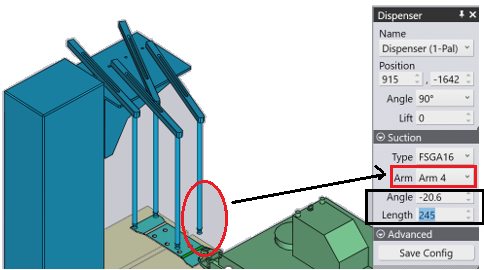 Dispenser
Name
Dispenser (1-Pal)
Position
915 , -1642
Angle 90°
Lift 0
Suction
Type FSGA16
Arm Arm 4
Angle -20.6
Length 245
Advanced
Save Config